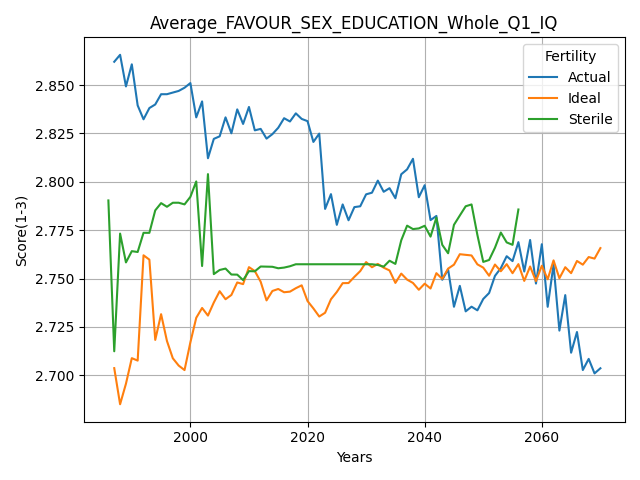 Average_FAVOUR_SEX_EDUCATION_Whole_Q1_IQ
Fertility
Actual
Ideal
Sterile
Score(1-3)
2.850
2.825
2.800
2.775
2.750
2.725
2.700
2000
2020
2040
2060
Years